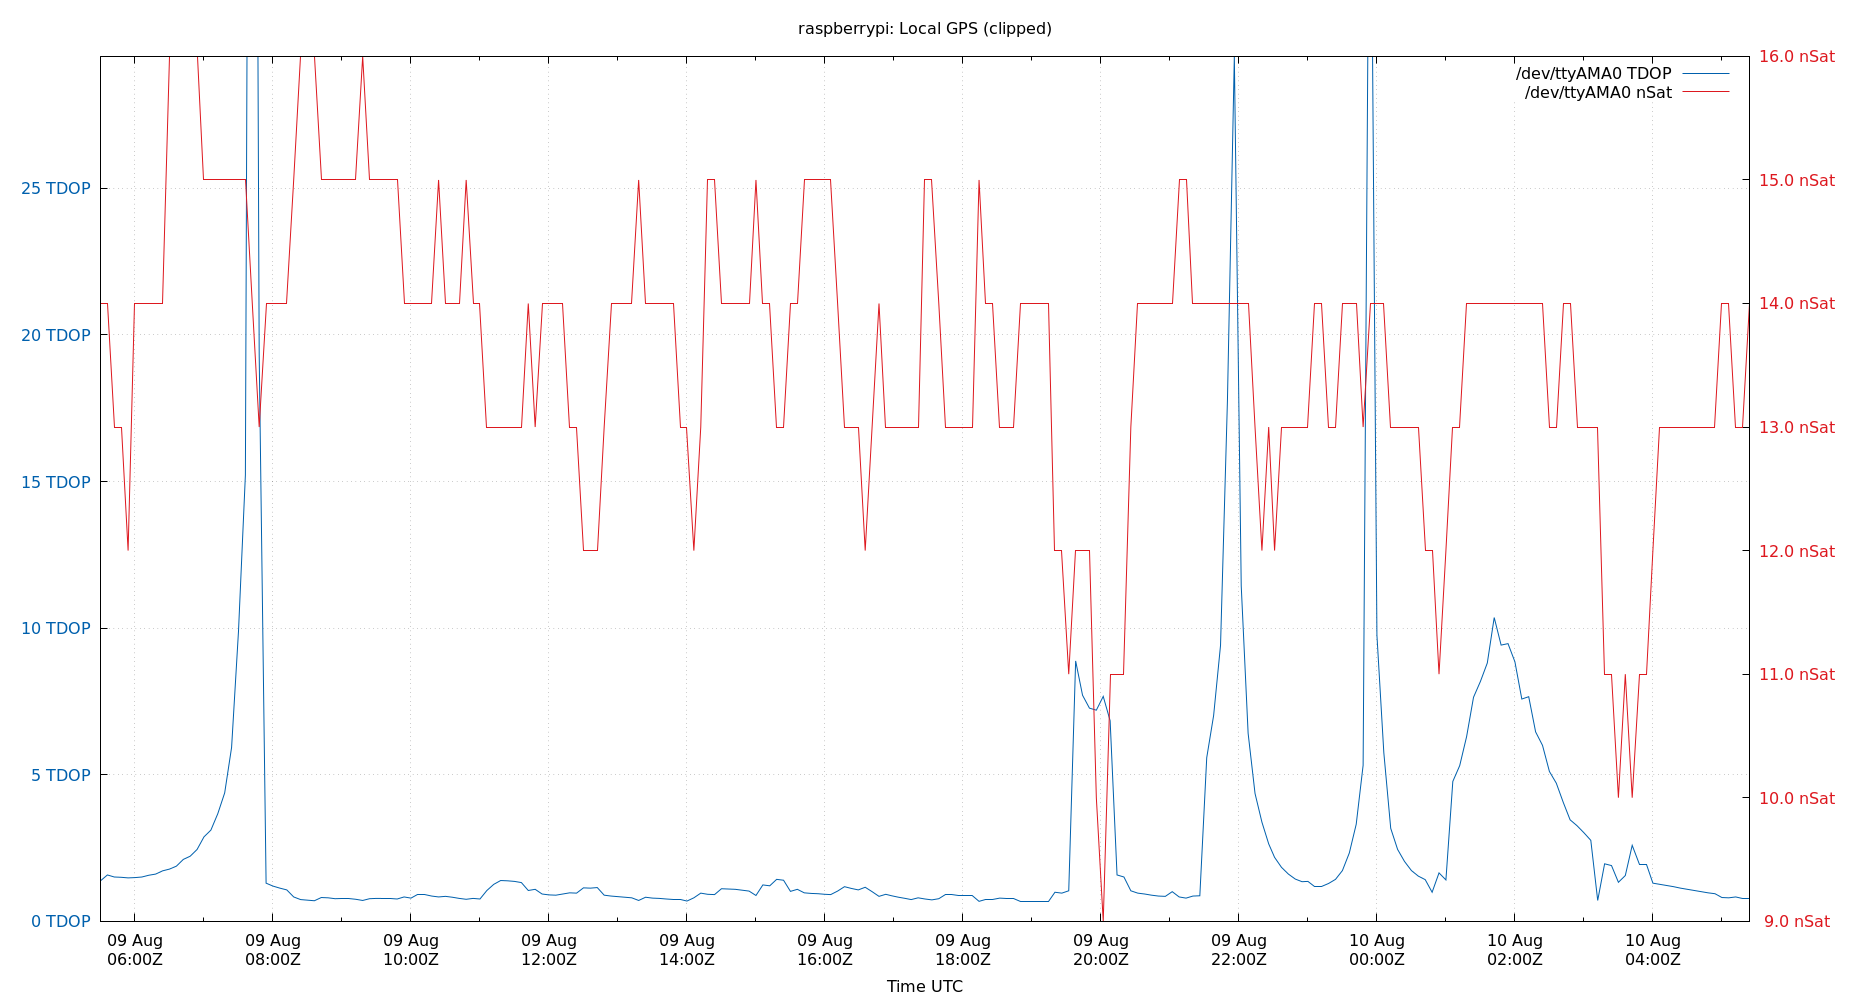 raspberrypi: Local GPS (clipped)
/dev/ttyAMA0 TDOP
/dev/ttyAMA0 nSat
25 TDOP
20 TDOP
15 TDOP
10 TDOP
5 TDOP
0 TDOP
16.0 nSat
15.0 nSat
14.0 nSat
13.0 nSat
12.0 nSat
11.0 nSat
10.0 nSat
9.0 nSat
09 Aug
06:00Z
09 Aug
08:00Z
09 Aug
10:00Z
09 Aug
12:00Z
09 Aug
14:00Z
09 Aug
16:00Z
09 Aug
18:00Z
09 Aug
20:00Z
09 Aug
22:00Z
10 Aug
00:00Z
10 Aug
02:00Z
10 Aug
04:00Z
Time UTC